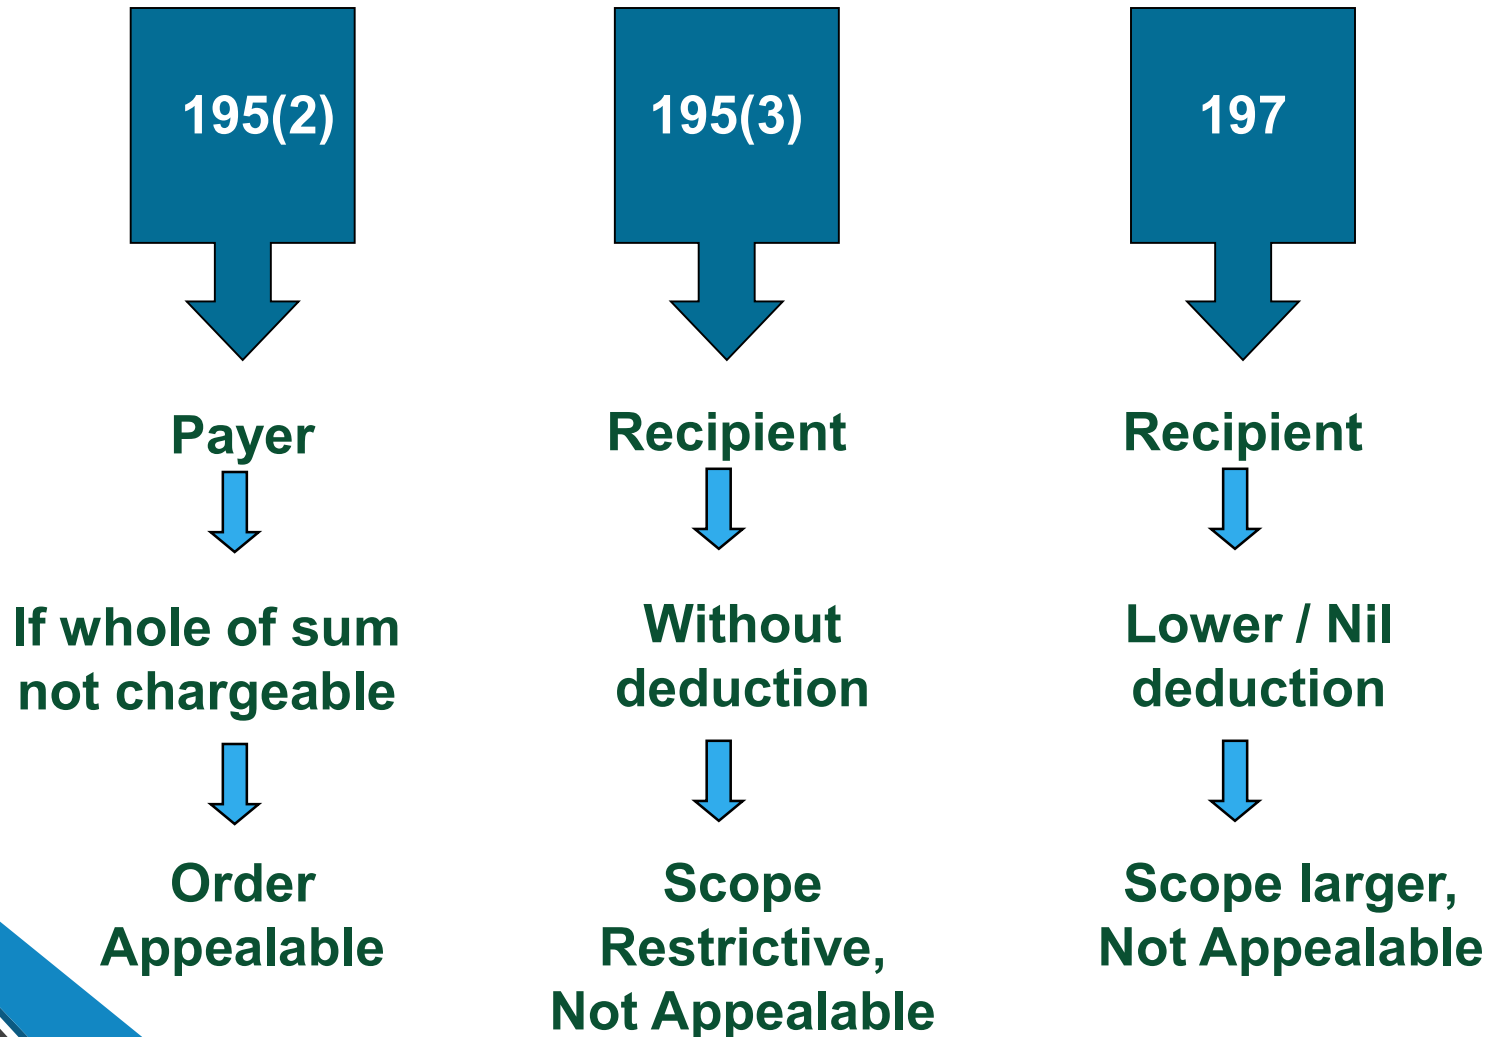 195(2)
Payer
If whole of sum
not chargeable
Order
Appealable
195(3)
Recipient
Without
deduction
Scope
Restrictive,
Not Appealable
197
Recipient
Lower / Nil
deduction
Scope larger,
Not Appealable